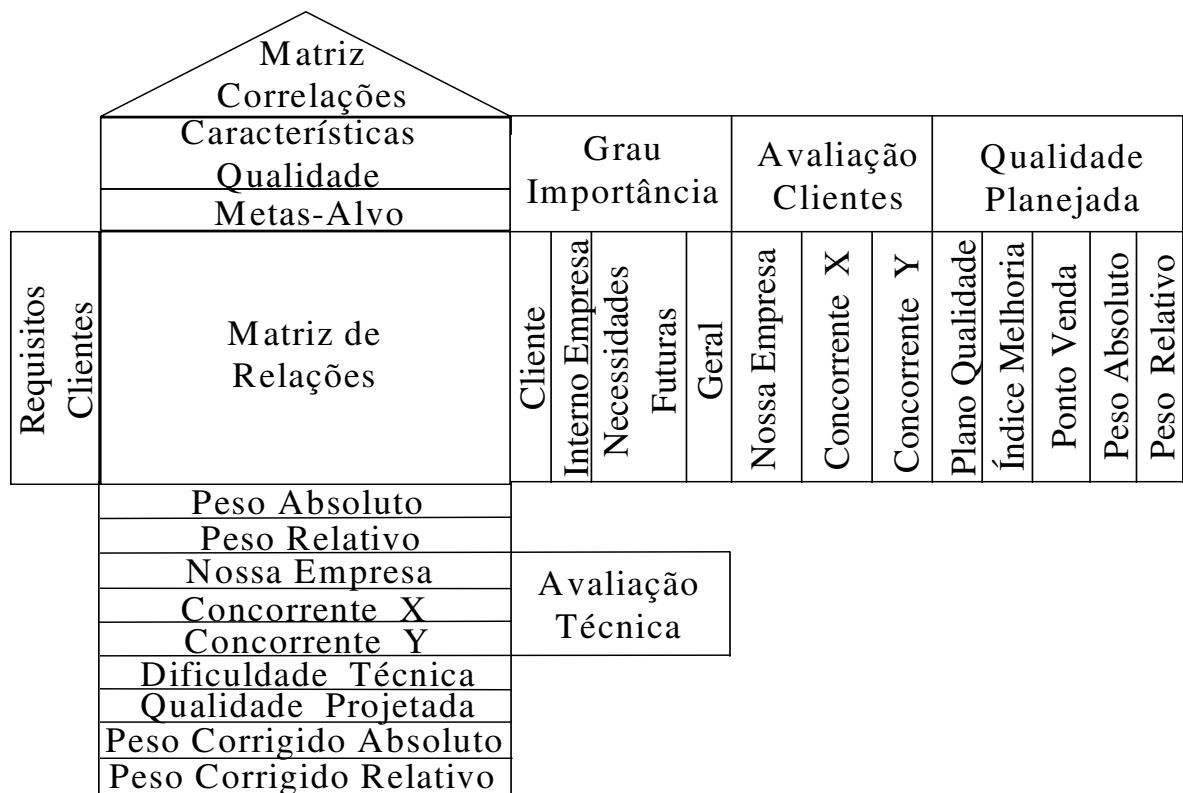 Matriz
Correlações
Características
Qualidade
Metas-Alvo
Grau
Importância
Avaliação
Clientes
Qualidade
Planejada
Requisitos
Clientes
Matriz de
Relações
Cliente
Interno Empresa
Necessidades
Futuras
Geral
Nossa Empresa
Concorrente X
Concorrente Y
Plano Qualidade
Índice Melhoria
Ponto Venda
Peso Absoluto
Peso Relativo
Peso Absoluto
Peso Relativo
Nossa Empresa
Concorrente X
Concorrente Y
Avaliação
Técnica
Dificuldade Técnica
Qualidade Projetada
Peso Corrigido Absoluto
Peso Corrigido Relativo